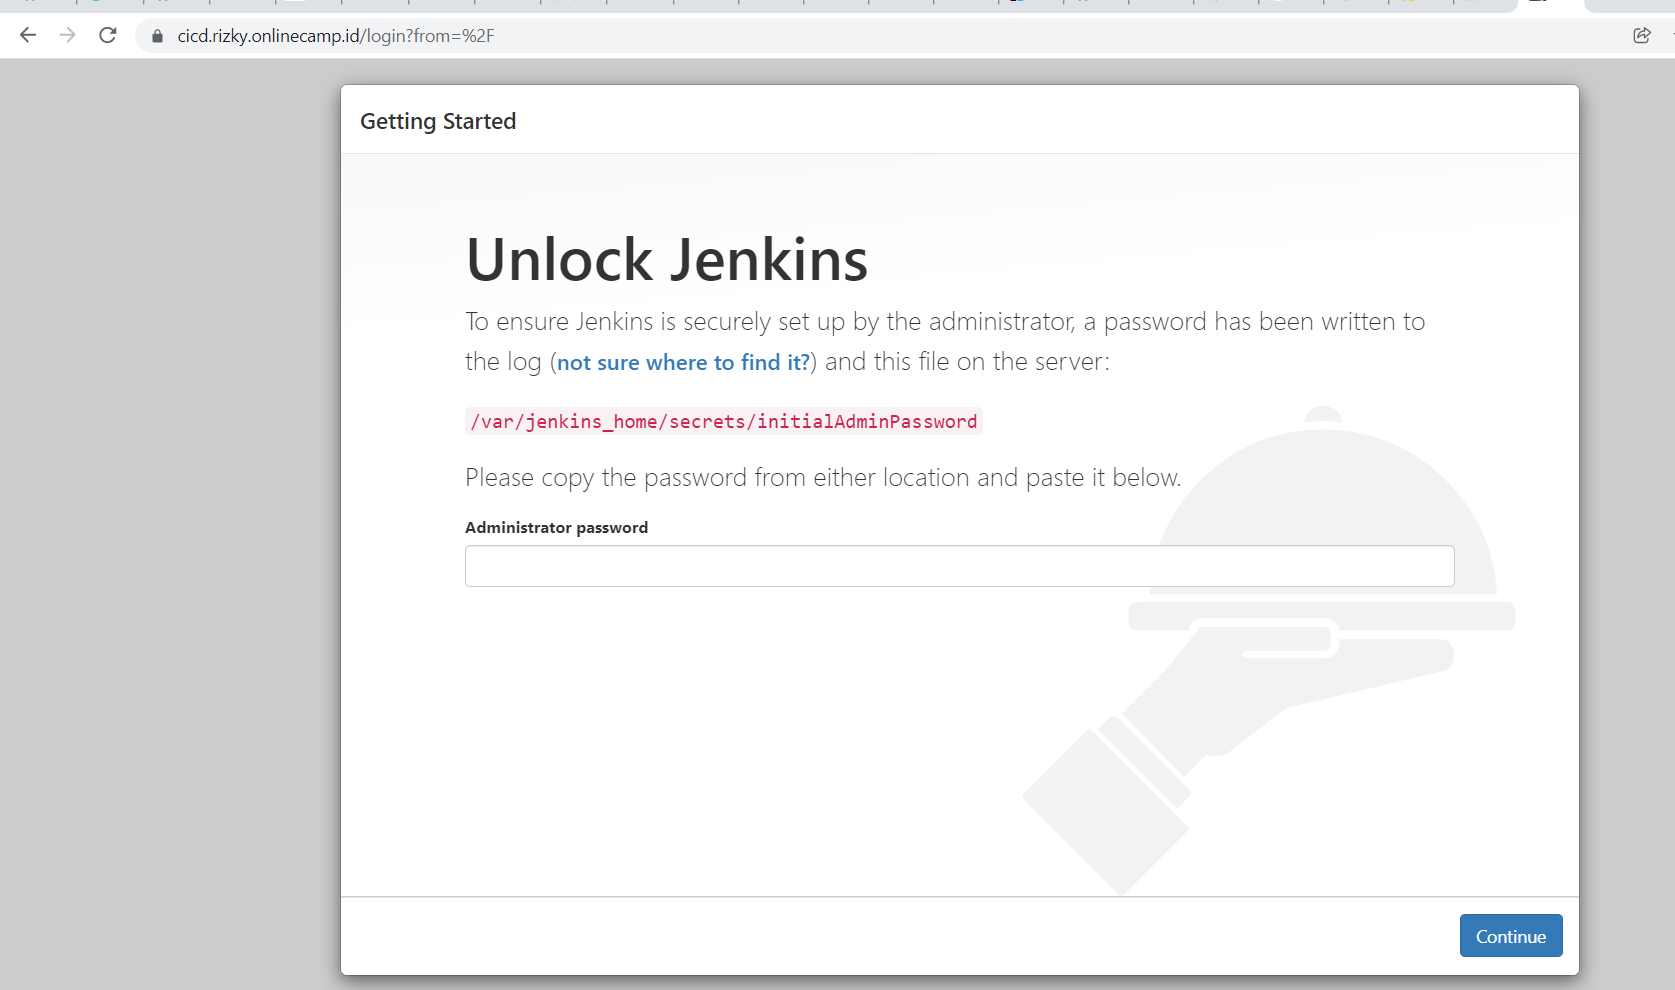 cicd.rizky.onlinecamp.id/login?from=%2F
Getting Started
Unlock Jenkins
To ensure Jenkins is securely set up by the administrator, a password has been written to
the log (not sure where to find it?) and this file on the server:
/var/jenkins_home/secrets/initialAdminPassword
Please copy the password from either location and paste it below.
Administrator password
Continue